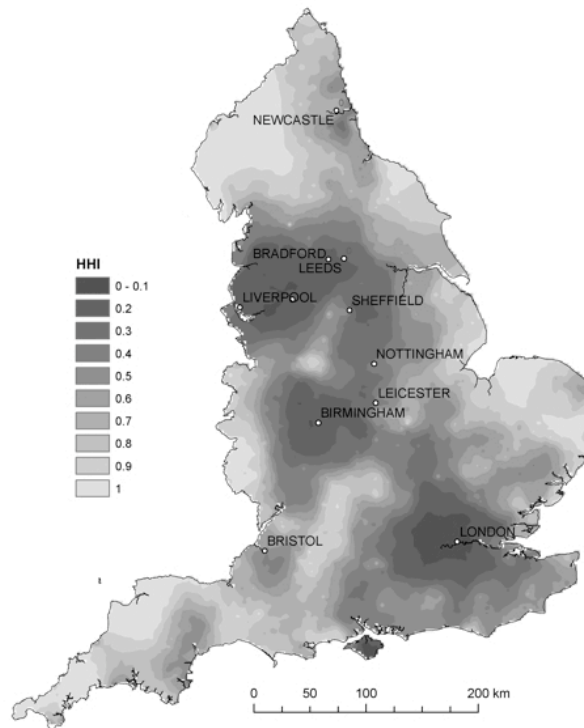 NEWCASTLE
BRADFORD
LEEDS
HHI
0 - 0.1
0.2
0.3
0.4
0.5
0.6
0.7
0.8
0.9
1
LIVERPOOL
SHEFFIELD
NOTTINGHAM
LEICESTER
BIRMINGHAM
LONDON
BRISTOL
0 50 100 200 km